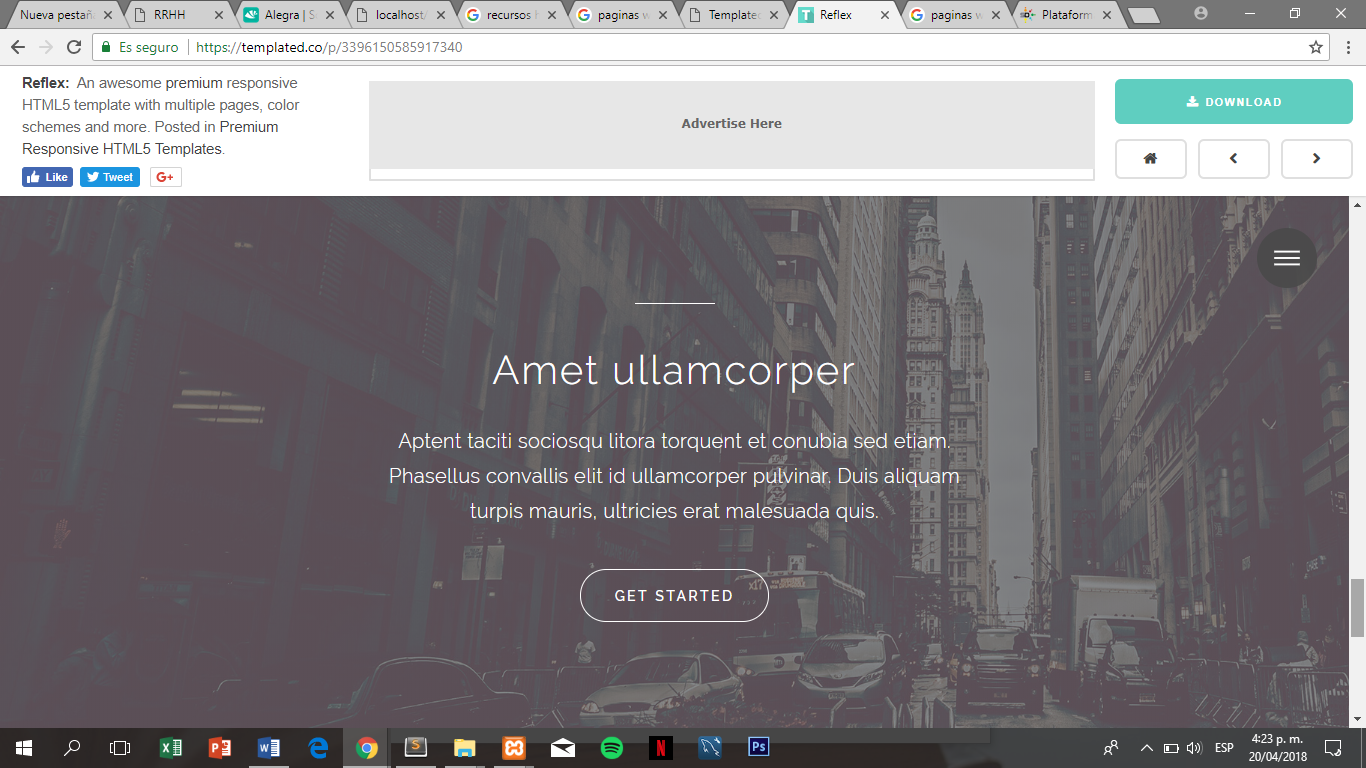 Nueva pestaña
RRHH
Alegra | S
localhost/
recursos h
paginas w
Templated
Reflex
paginas w
Plataform
Es seguro
https://templated.co/p/3396150585917340
Reflex: An awesome premium responsive
HTML5 template with multiple pages, color
schemes and more. Posted in Premium
Responsive HTML5 Templates.
Like
Tweet
G+
Advertise Here
DOWNLOAD
Amet ullamcorper
Aptent taciti sociosqu litora torquent et conubia sed etiam.
Phasellus convallis elit id ullamcorper pulvinar. Duis aliquam
turpis mauris, ultricies erat malesuada quis.
GET STARTED
x17
ESP
4:23 p. m.
20/04/2018